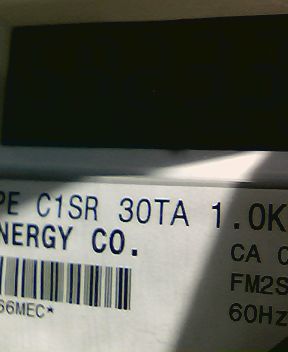 PE C1SR 30TA 1.0K
NERGY CO.
CA
FM2S
66MEC*
60Hz